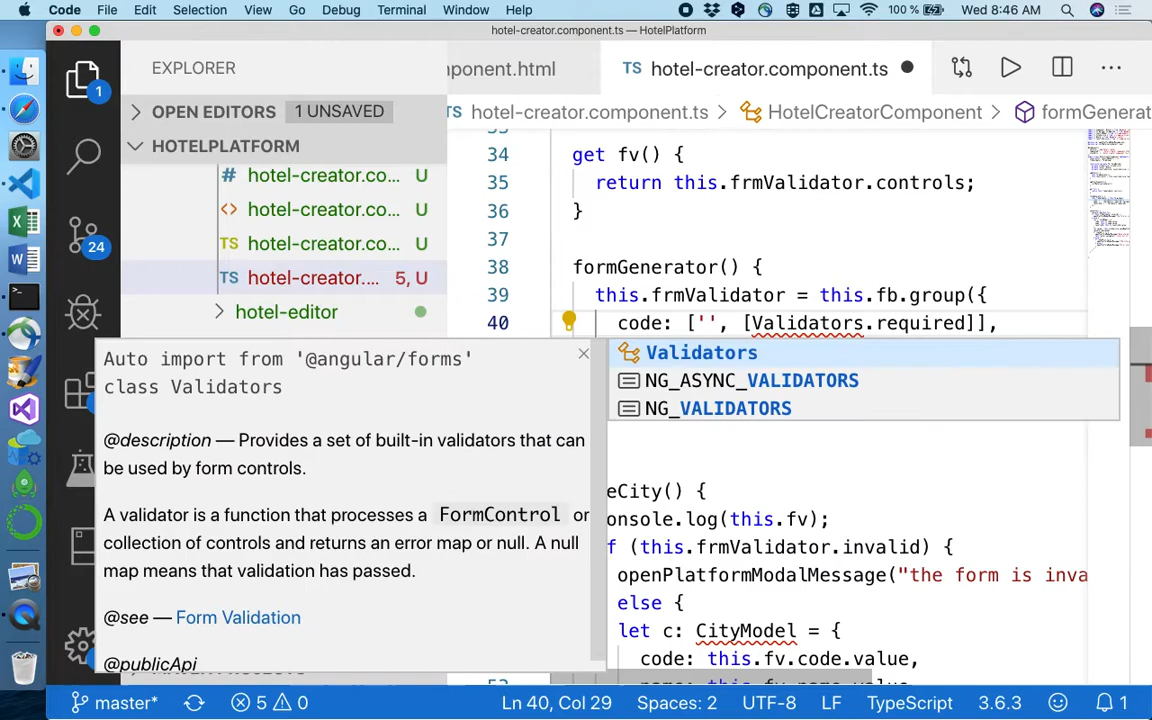 Code File Edit Selection View Go Debug Terminal Window Help 100 % Wed 8:46 AM
hotel-creator.component.ts — HotelPlatform
EXPLORER
ponent.html TS hotel-creator.component.ts
OPEN EDITORS 1 UNSAVED
TS hotel-creator.component.ts > HotelCreatorComponent > formGenerat
HOTELPLATFORM
# hotel-creator.co... U
<> hotel-creator.co... U
TS hotel-creator.co... U
TS hotel-creator.... 5, U
> hotel-editor
1
24
34 get fv() {
35 return this.frmValidator.controls;
36 }
37
38 formGenerator() {
39 this.frmValidator = this.fb.group({
40 code: ['', [Validators.required]],
Validators
NG_ASYNC_VALIDATORS
NG_VALIDATORS
Auto import from '@angular/forms'
class Validators
@description — Provides a set of built-in validators that can
be used by form controls.
A validator is a function that processes a FormControl or
collection of controls and returns an error map or null. A null
map means that validation has passed.
@see — Form Validation
@publicApi
eCity() {
onsole.log(this.fv);
f (this.frmValidator.invalid) {
openPlatformModalMessage("the form is inva
else {
let c: CityModel = {
code: this.fv.code.value,
master* 5 0 Ln 40, Col 29 Spaces: 2 UTF-8 LF TypeScript 3.6.3 1